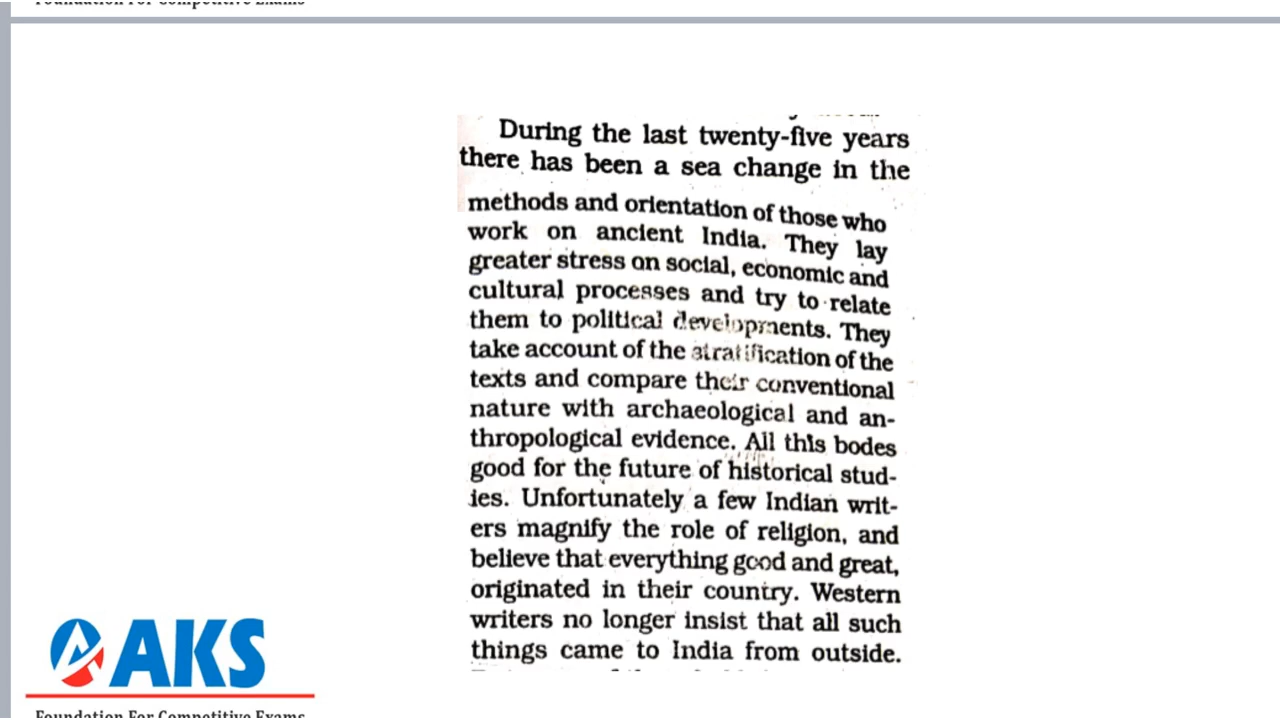 Foundation For Competitive Exams
During the last twenty-five years
there has been a sea change in the
methods and orientation of those who
work on ancient India. They lay
greater stress on social, economic and
cultural processes and try to relate
them to political developments. They
take account of the stratification of the
texts and compare their conventional
nature with archaeological and an-
thropological evidence. All this bodes
good for the future of historical stud-
ies. Unfortunately a few Indian writ-
ers magnify the role of religion, and
believe that everything good and great,
originated in their country. Western
writers no longer insist that all such
things came to India from outside.
AKS
Foundation For Competitive Exams